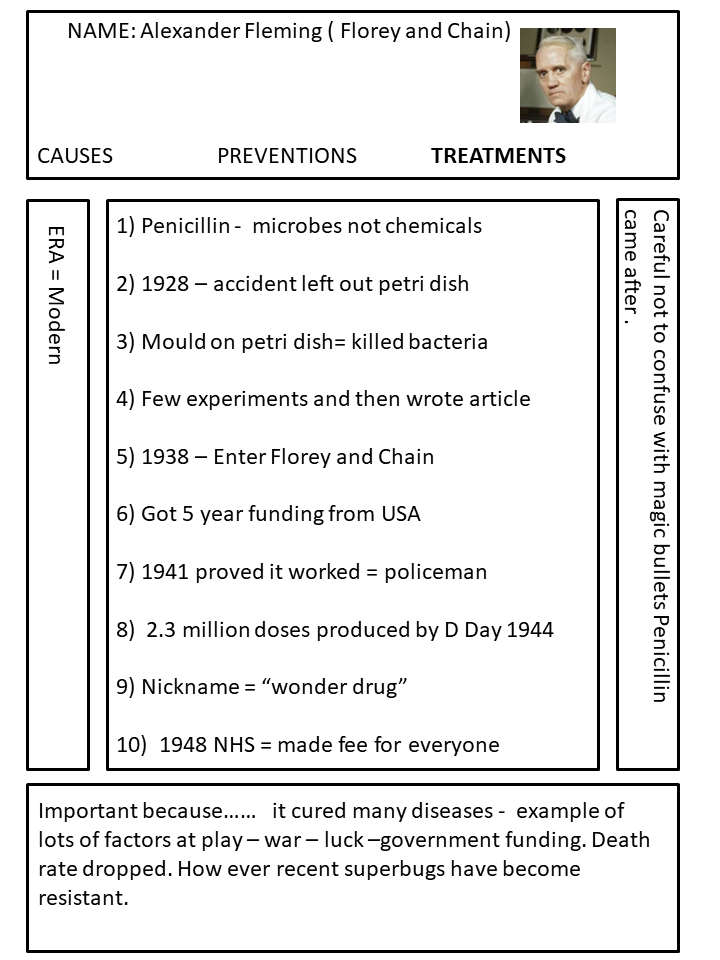 NAME: Alexander Fleming ( Florey and Chain)
CAUSES PREVENTIONS TREATMENTS
ERA = Modern
1) Penicillin - microbes not chemicals
2) 1928 – accident left out petri dish
3) Mould on petri dish= killed bacteria
4) Few experiments and then wrote article
5) 1938 – Enter Florey and Chain
6) Got 5 year funding from USA
7) 1941 proved it worked = policeman
8) 2.3 million doses produced by D Day 1944
9) Nickname = “wonder drug”
10) 1948 NHS = made fee for everyone
Careful not to confuse with magic bullets Penicillin
came after .
Important because…… it cured many diseases - example of
lots of factors at play – war – luck –government funding. Death
rate dropped. How ever recent superbugs have become
resistant.